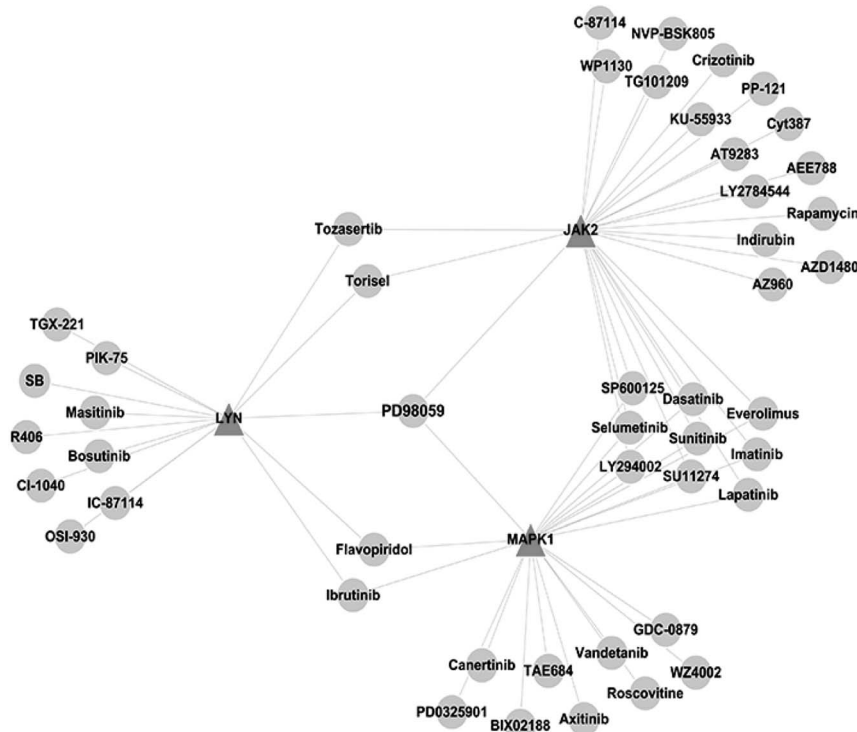 C-87114
NVP-BSK805
Crizotinib
WP1130
TG101209
PP-121
KU-55933
Cyt387
AT9283
AEE788
LY2784544
Rapamycin
Tozasertib
JAK2
Indirubin
AZD1480
Torisel
AZ960
TGX-221
PIK-75
SB
SP600125
Dasatinib
Masitinib
LYN
PD98059
Everolimus
R406
Selumetinib
Sunitinib
Bosutinib
Imatinib
LY294002
SU11274
CI-1040
IC-87114
Lapatinib
OSI-930
MAPK1
Flavopiridol
Ibrutinib
GDC-0879
Canertinib
TAE684
Vandetanib
WZ4002
Roscovitine
PD0325901
BIX02188
Axitinib